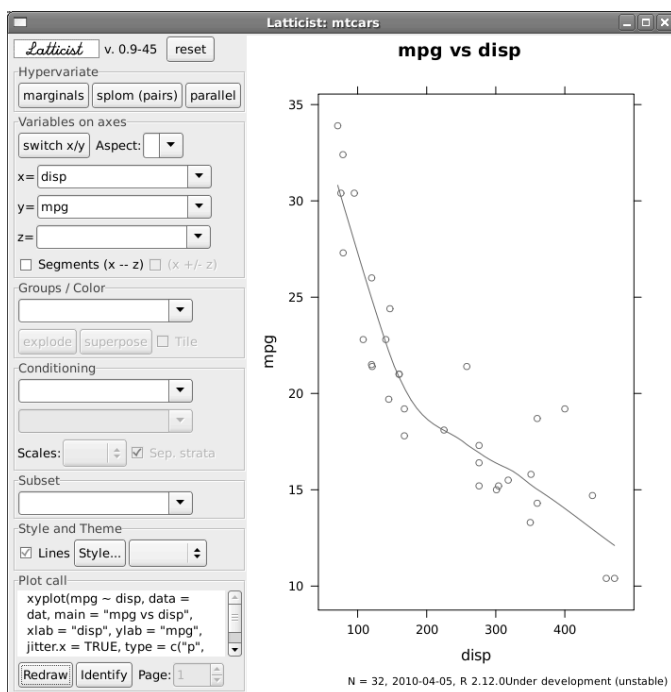 Latticist: mtcars
Latticist v. 0.9-45 reset
Hypervariate
marginals splom (pairs) parallel
Variables on axes
switch x/y Aspect:
x= disp
y= mpg
z=
Segments (x -- z) (x +/- z)
Groups / Color
explode superpose Tile
Conditioning
Scales: Sep. strata
Subset
Style and Theme
Lines Style...
Plot call
xyplot(mpg ~ disp, data =
dat, main = "mpg vs disp",
xlab = "disp", ylab = "mpg",
jitter.x = TRUE, type = c("p",
Redraw Identify Page: 1
mpg vs disp
35
30
25
20
15
10
mpg
100 200 300 400
disp
N = 32, 2010-04-05, R 2.12.0Under development (unstable)